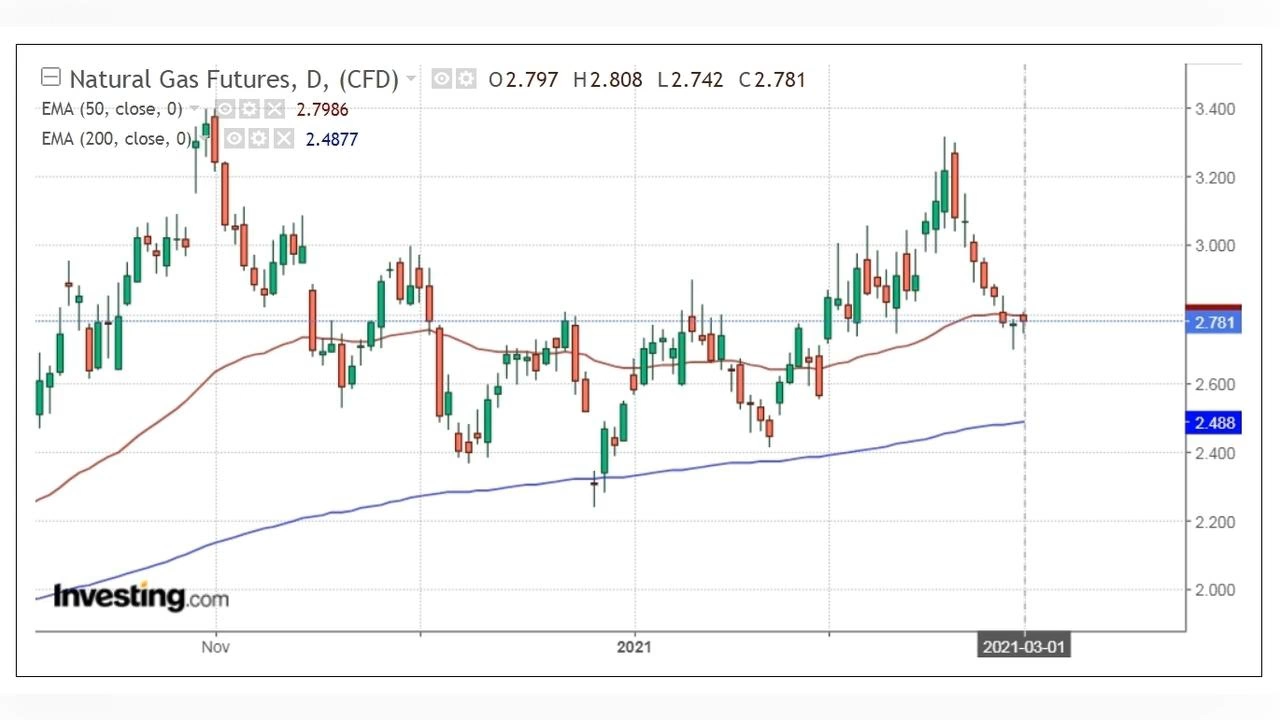 Natural Gas Futures, D, (CFD) O2.797 H2.808 L2.742 C2.781
EMA (50, close, 0) 2.7986
EMA (200, close, 0) 2.4877
3.400
3.200
3.000
2.781
2.600
2.488
2.400
2.200
2.000
Investing.com
Nov 2021 2021-03-01